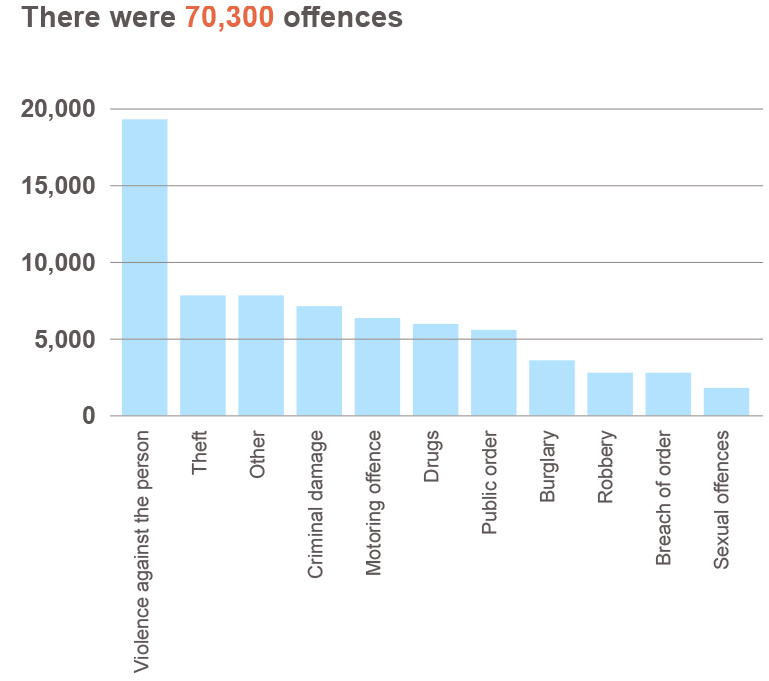 There were 70,300 offences
20,000
15,000
10,000
5,000
0
Violence against the person
Theft
Other
Criminal damage
Motoring offence
Drugs
Public order
Burglary
Robbery
Breach of order
Sexual offences